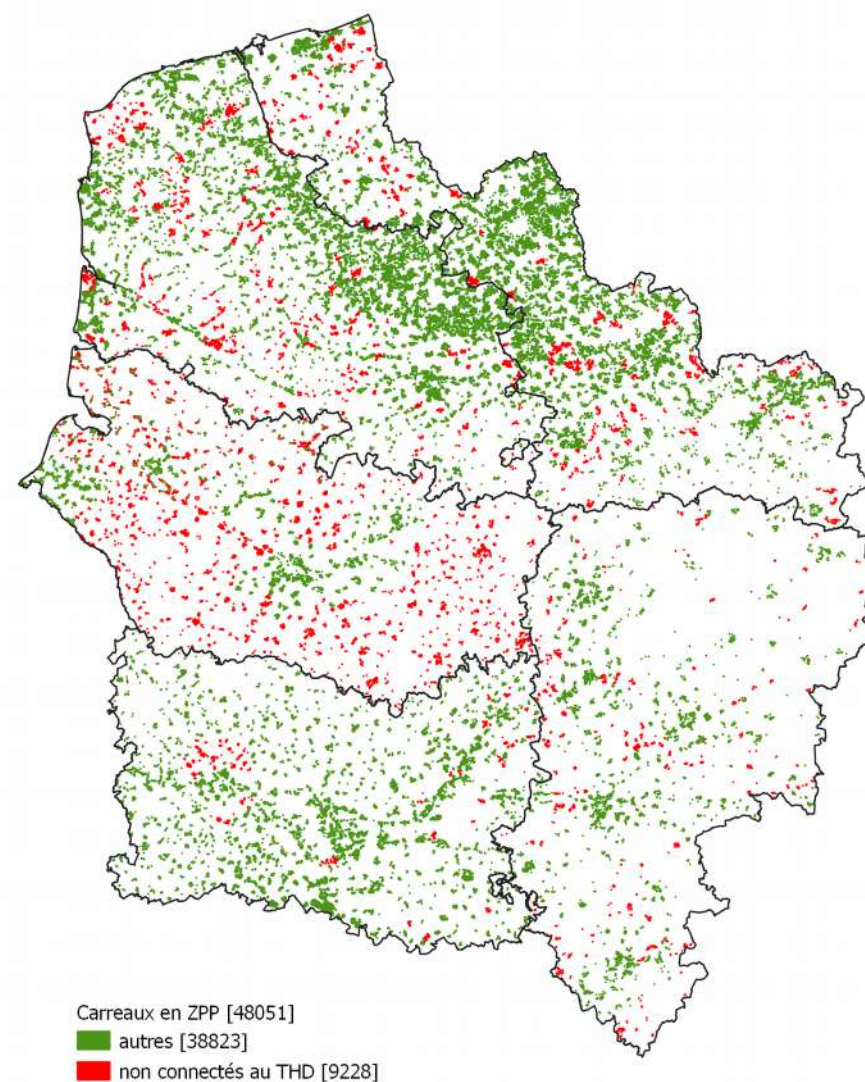 Carreaux en ZPP [48051]
autres [38823]
non connectés au THD [9228]